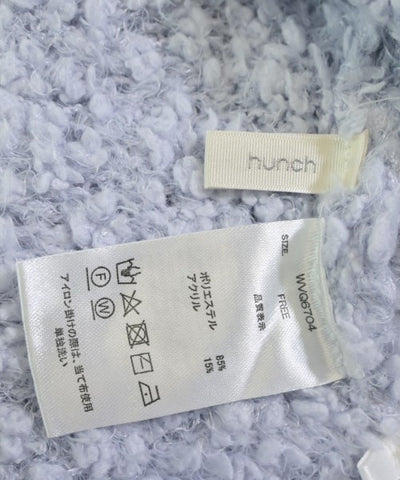 hunch
WVQ6704
SIZE
FREE
品質表示
ポリエステル 85%
アクリル 15%
F
W
アイロン掛けの際は、当て布使用
単独洗い